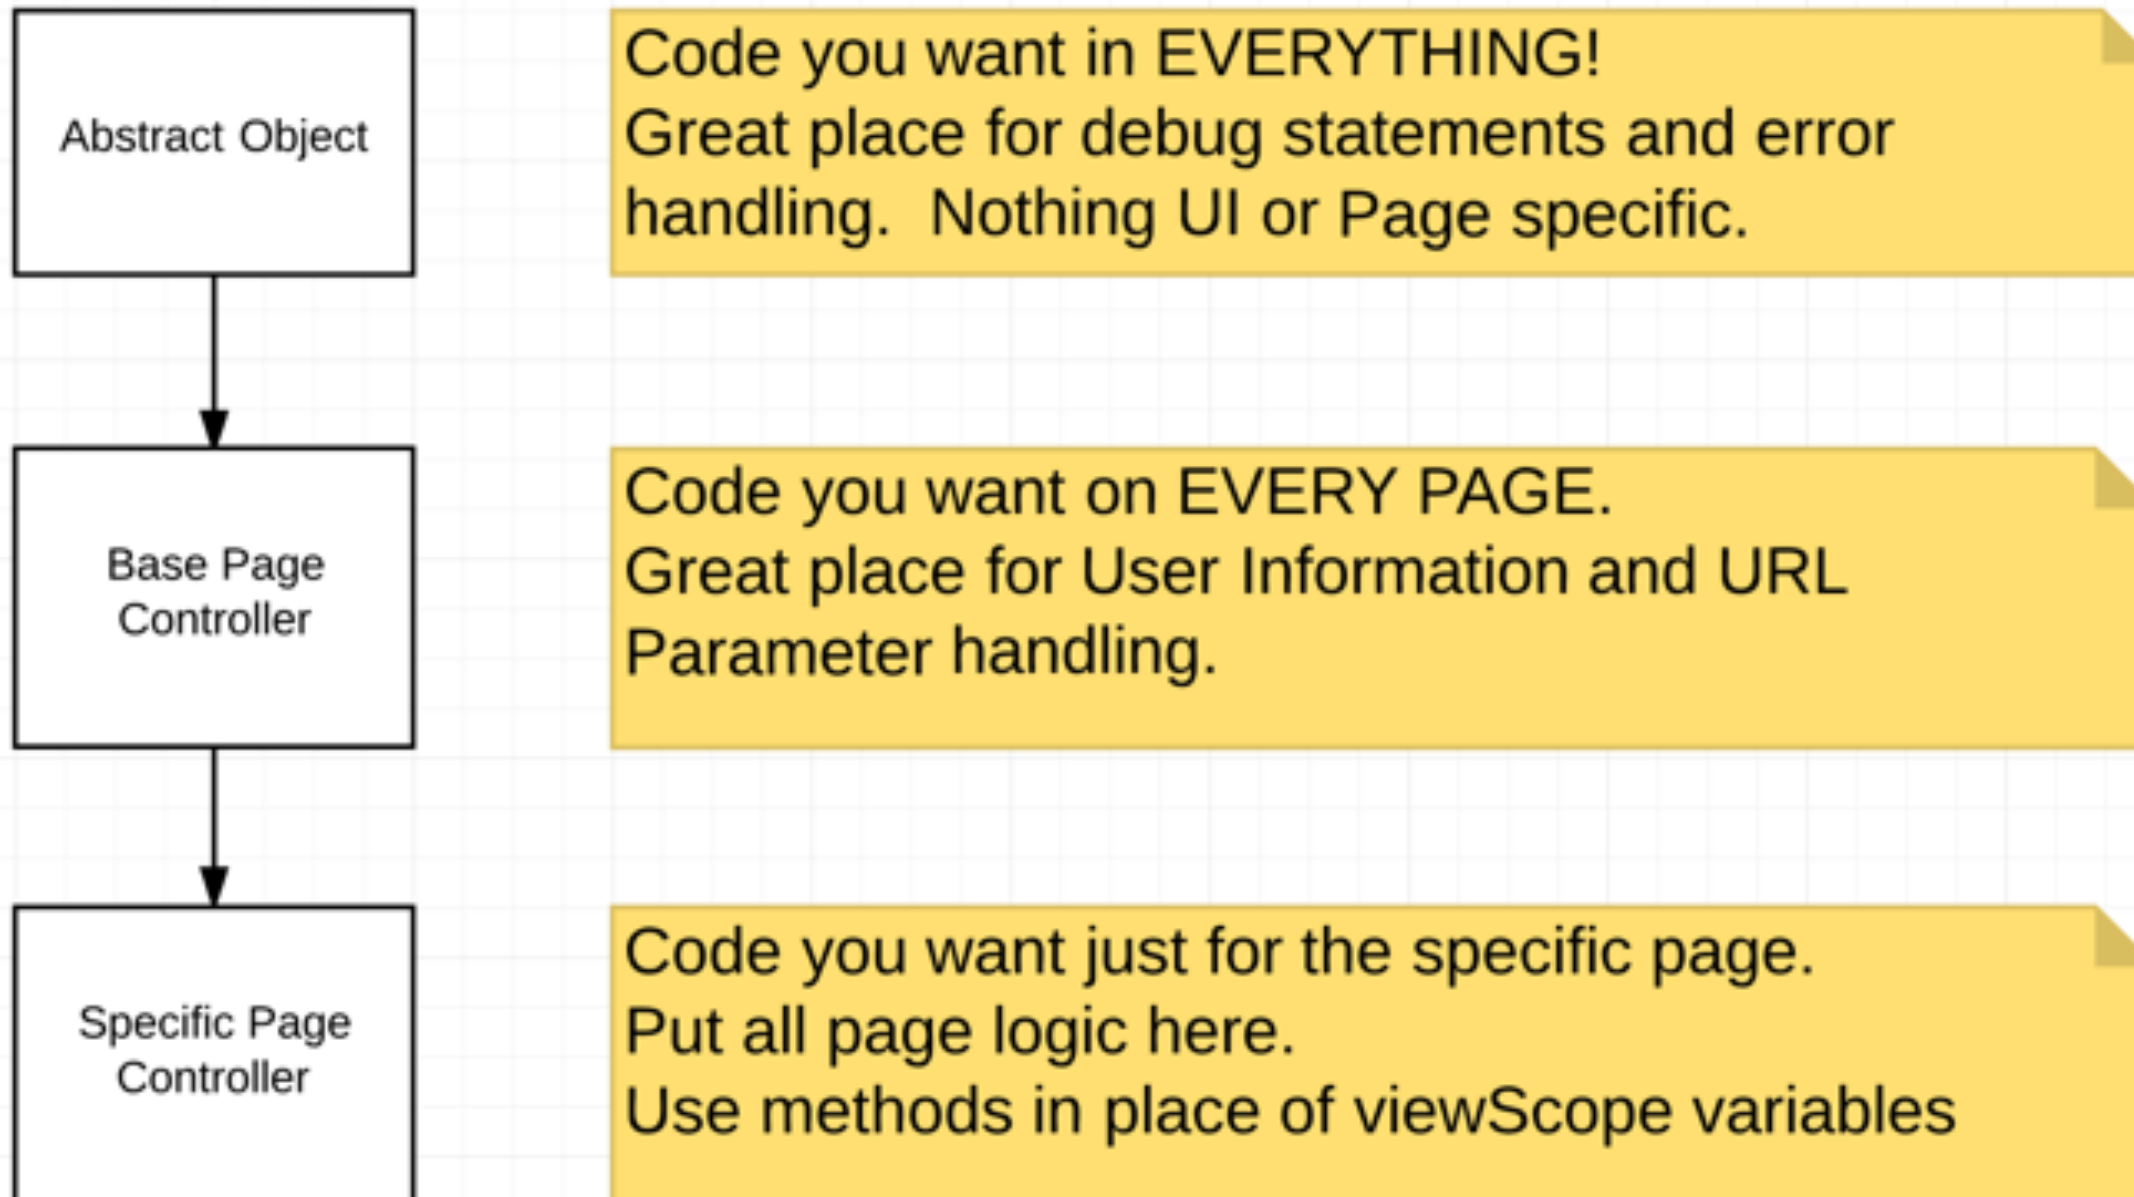 Abstract Object
Code you want in EVERYTHING!
Great place for debug statements and error
handling.  Nothing UI or Page specific.
Base Page
Controller
Code you want on EVERY PAGE.
Great place for User Information and URL
Parameter handling.
Specific Page
Controller
Code you want just for the specific page.
Put all page logic here.
Use methods in place of viewScope variables